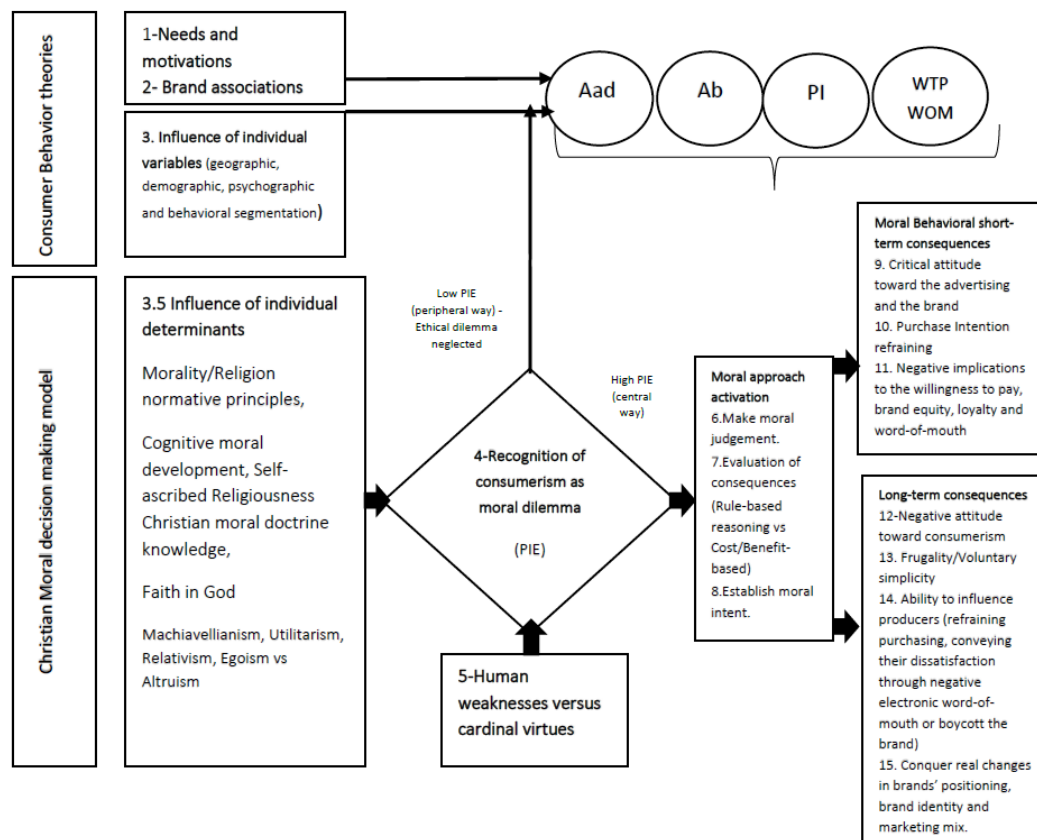 Consumer Behavior theories
1-Needs and
motivations
2- Brand associations
3. Influence of individual
variables (geographic,
demographic, psychographic
and behavioral segmentation)
Aad
Ab
PI
WTP
WOM
Christian Moral decision making model
3.5 Influence of individual
determinants
Morality/Religion
normative principles,
Cognitive moral
development, Self-
ascribed Religiousness
Christian moral doctrine
knowledge,
Faith in God
Machiavellianism, Utilitarism,
Relativism, Egoism vs
Altruism
Low PIE
(peripheral way) -
Ethical dilemma
neglected
High PIE
(central
way)
4-Recognition of
consumerism as
moral dilemma
(PIE)
5-Human
weaknesses versus
cardinal virtues
Moral approach
activation
6.Make moral
judgement.
7.Evaluation of
consequences
(Rule-based
reasoning vs
Cost/Benefit-
based)
8.Establish moral
intent.
Moral Behavioral short-
term consequences
9. Critical attitude
toward the advertising
and the brand
10. Purchase Intention
refraining
11. Negative implications
to the willingness to pay,
brand equity, loyalty and
word-of-mouth
Long-term consequences
12-Negative attitude
toward consumerism
13. Frugality/Voluntary
simplicity
14. Ability to influence
producers (refraining
purchasing, conveying
their dissatisfaction
through negative
electronic word-of-
mouth or boycott the
brand)
15. Conquer real changes
in brands’ positioning,
brand identity and
marketing mix.